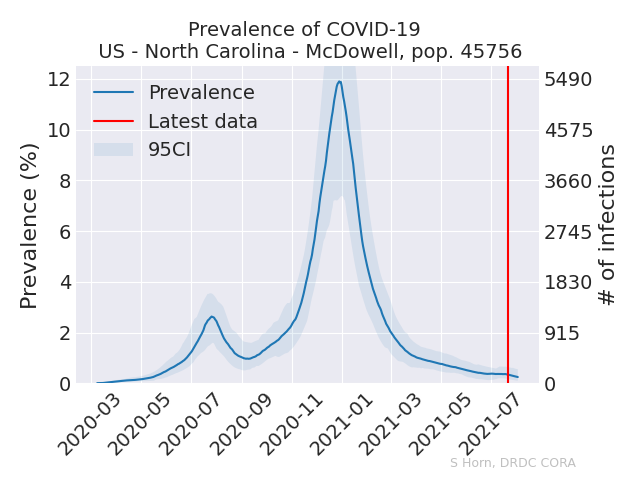 Prevalence of COVID-19
US - North Carolina - McDowell, pop. 45756
Prevalence
Latest data
95CI
Prevalence (%)
12
10
8
6
4
2
0
5490
4575
3660
2745
1830
915
0
# of infections
2020-03
2020-05
2020-07
2020-09
2020-11
2021-01
2021-03
2021-05
2021-07
S Horn, DRDC CORA